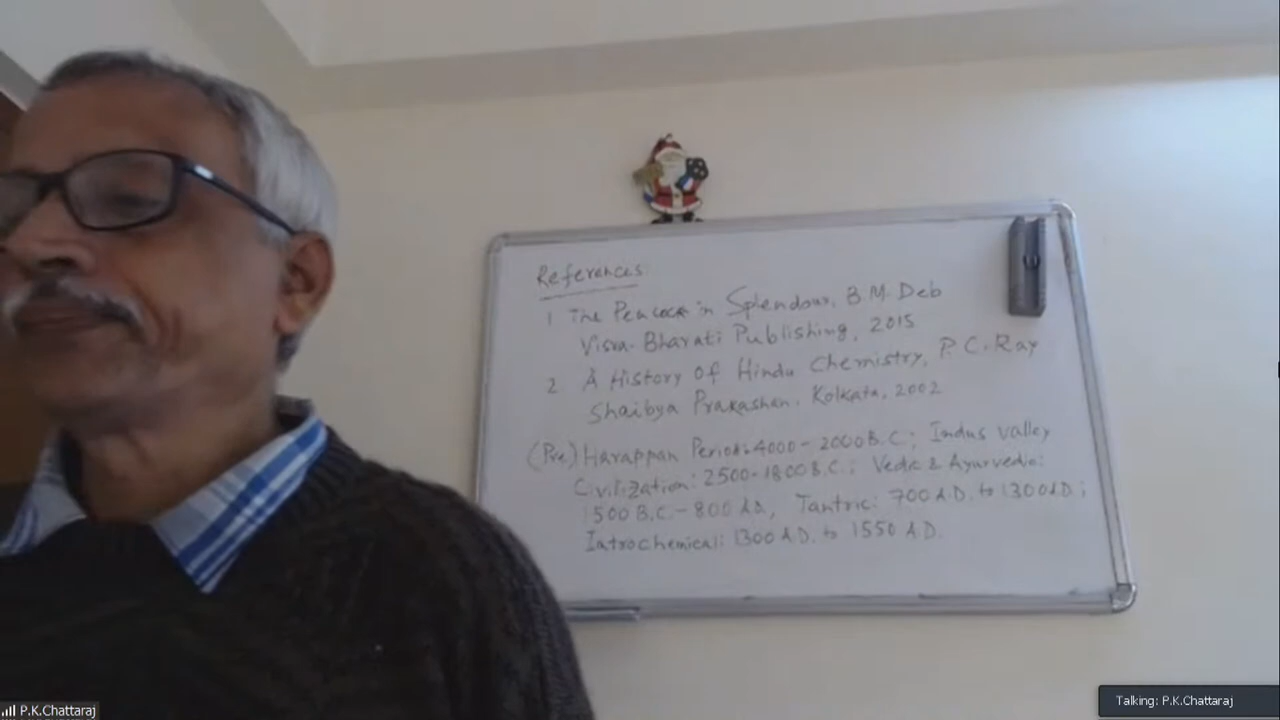 References
1 The Peacock in Splendour, B.M. Deb
Visva-Bharati Publishing, 2015
2 A History of Hindu Chemistry, P.C. Ray
Shaibya Prakashan. Kolkata, 2002
(Pre) Harappan Period: 4000-2000 B.C; Indus valley
Civilization: 2500-1800 B.C.; Vedic & Ayurvedic:
1500 B.C.-800 A.D., Tantric: 700 A.D. to 1300 A.D;
Iatrochemical: 1300 A.D. to 1550 A.D.
P.K.Chattaraj
Talking: P.K.Chattaraj